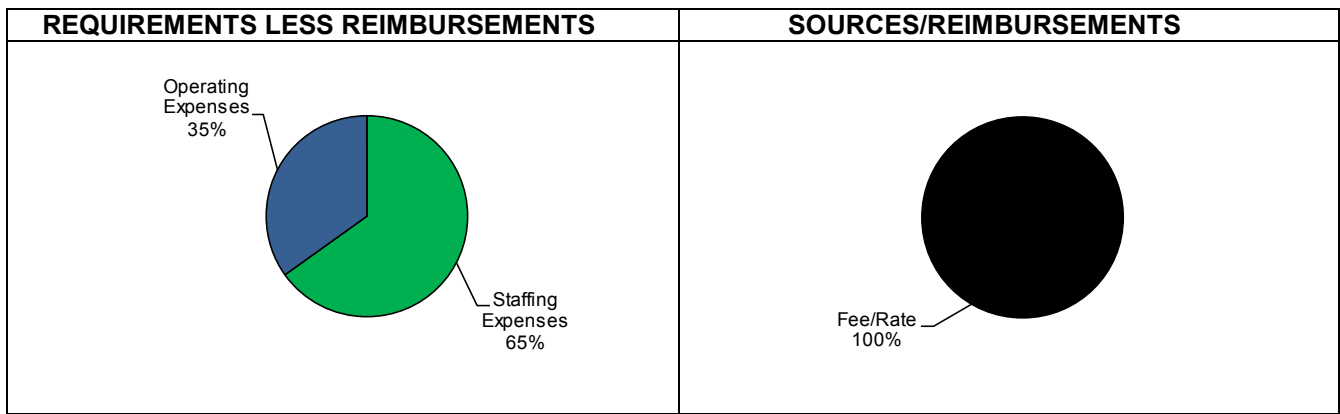 REQUIREMENTS LESS REIMBURSEMENTS
Operating
Expenses
35%
Staffing
Expenses
65%
SOURCES/REIMBURSEMENTS
Fee/Rate
100%